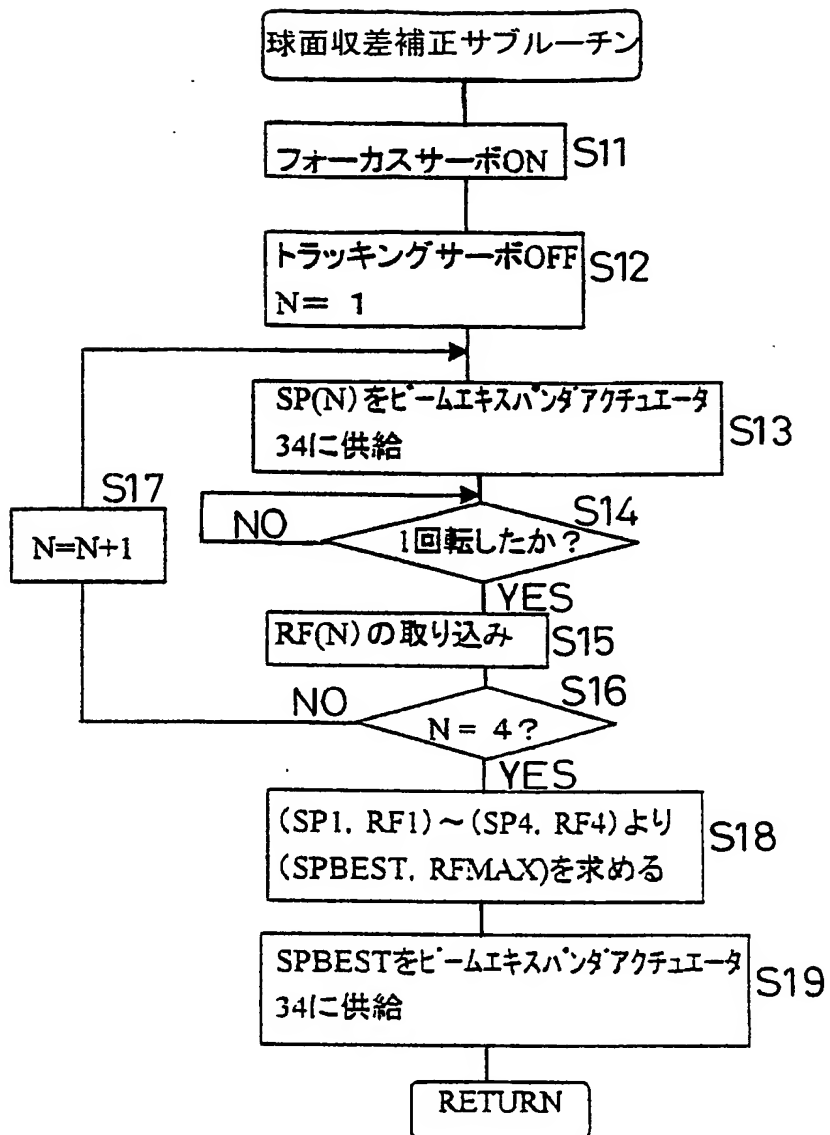 球面収差補正サブルーチン
フォーカスサーボON
S11
トラッキングサーボOFF
N= 1
S12
SP(N)をビームエキスパンダアクチュエータ
34に供給
S13
S17
N=N+1
NO
1回転したか?
S14
YES
RF(N)の取り込み
S15
NO
N= 4?
S16
YES
(SP1, RF1)~(SP4, RF4)より
(SPBEST, RFMAX)を求める
S18
SPBESTをビームエキスパンダアクチュエータ
34に供給
S19
RETURN